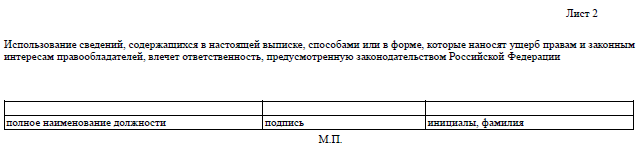 Лист 2
Использование сведений, содержащихся в настоящей выписке, способами или в форме, которые наносят ущерб правам и законным
интересам правообладателей, влечет ответственность, предусмотренную законодательством Российской Федерации
полное наименование должности подпись инициалы, фамилия
М.П.